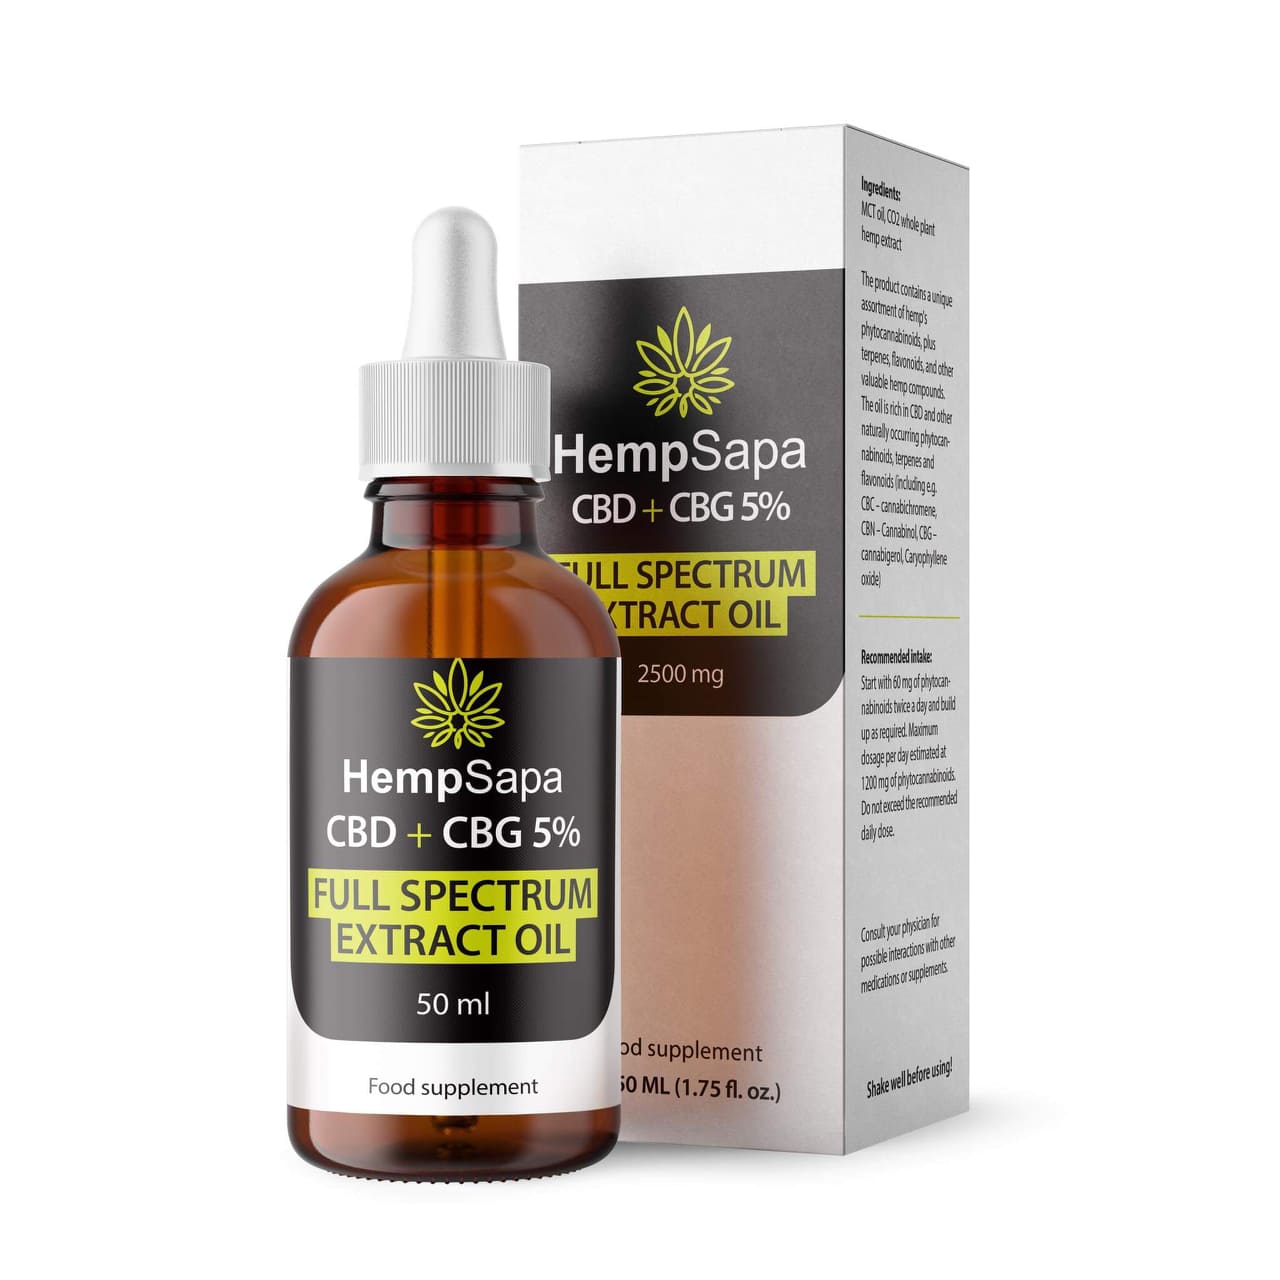 HempSapa
CBD + CBG 5%
FULL SPECTRUM
EXTRACT OIL
50 ml
Food supplement
HempSapa
CBD + CBG 5%
FULL SPECTRUM
EXTRACT OIL
2500 mg
od supplement
50 ML (1.75 fl. oz.)
Ingredients:
MCT oil, CO2 whole plant
hemp extract
The product contains a unique
assortment of hemp's
phytocannabinoids, plus
terpenes, flavonoids, and other
valuable hemp compounds.
The oil is rich in CBD and other
naturally occurring phytocan-
nabinoids, terpenes and
flavonoids (including e.g.
CBC – cannabichromene,
CBN – Cannabinol, CBG –
cannabigerol, Caryophyllene
oxide)
Recommended intake:
Start with 60 mg of phytocan-
nabinoids twice a day and build
up as required. Maximum
dosage per day estimated at
1200 mg of phytocannabinoids.
Do not exceed the recommended
daily dose.
Consult your physician for
possible interactions with other
medications or supplements.
Shake well before using!